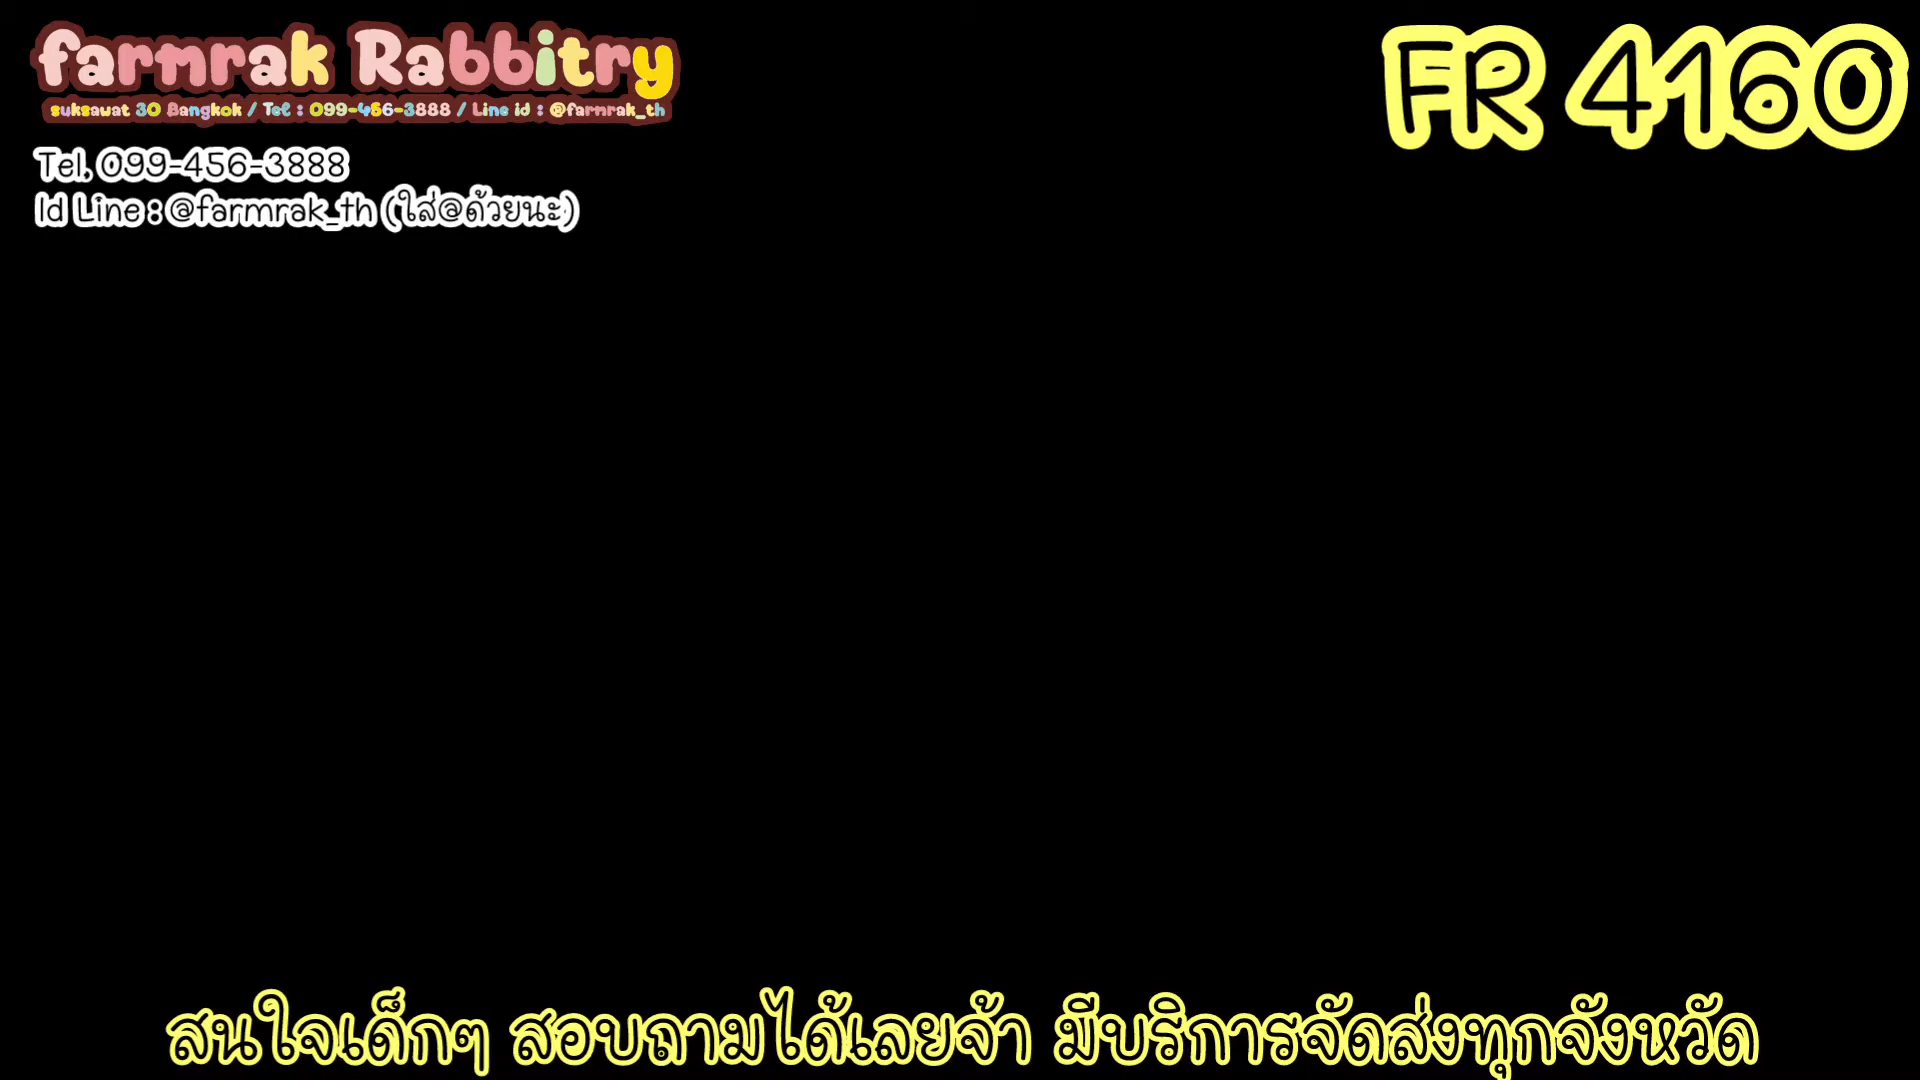 farmrak Rabbitry
suksawat 30 Bangkok / Tel : 099-456-3888 / Line id : @farmrak_th
FR 4160
Tel. 099-456-3888
Id Line : @farmrak_th (ใส่@ด้วยนะ)
สนใจเด็กๆ สอบถามได้เลยจ้า มีบริการจัดส่งทุกจังหวัด